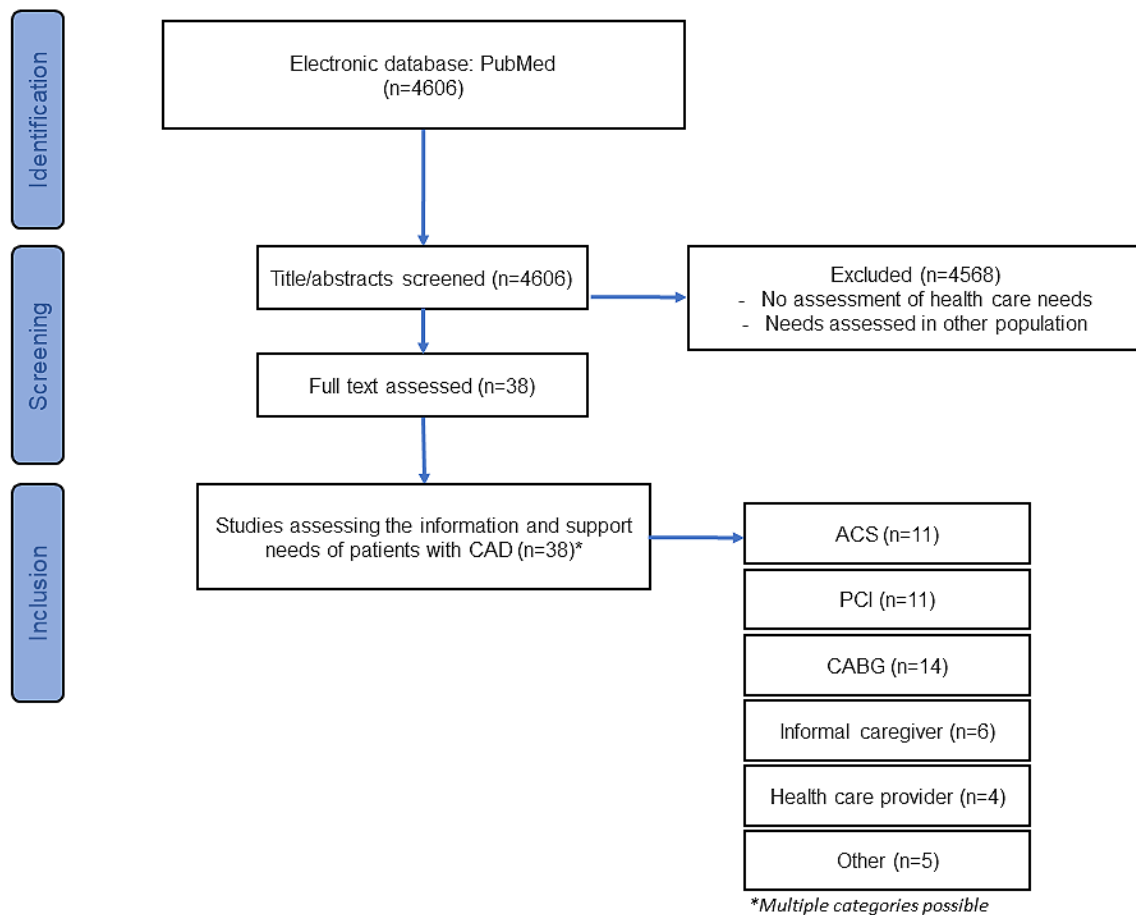 Identification
Electronic database: PubMed
(n=4606)
Screening
Title/abstracts screened (n=4606)
Excluded (n=4568)
- No assessment of health care needs
- Needs assessed in other population
Full text assessed (n=38)
Inclusion
Studies assessing the information and support
needs of patients with CAD (n=38)*
ACS (n=11)
PCI (n=11)
CABG (n=14)
Informal caregiver (n=6)
Health care provider (n=4)
Other (n=5)
*Multiple categories possible